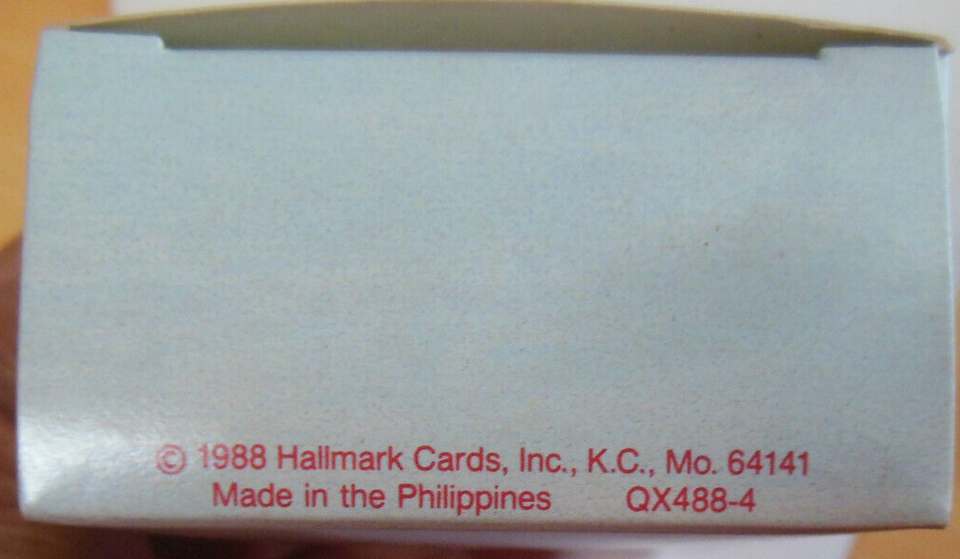 © 1988 Hallmark Cards, Inc., K.C., Mo. 64141
Made in the Philippines QX488-4